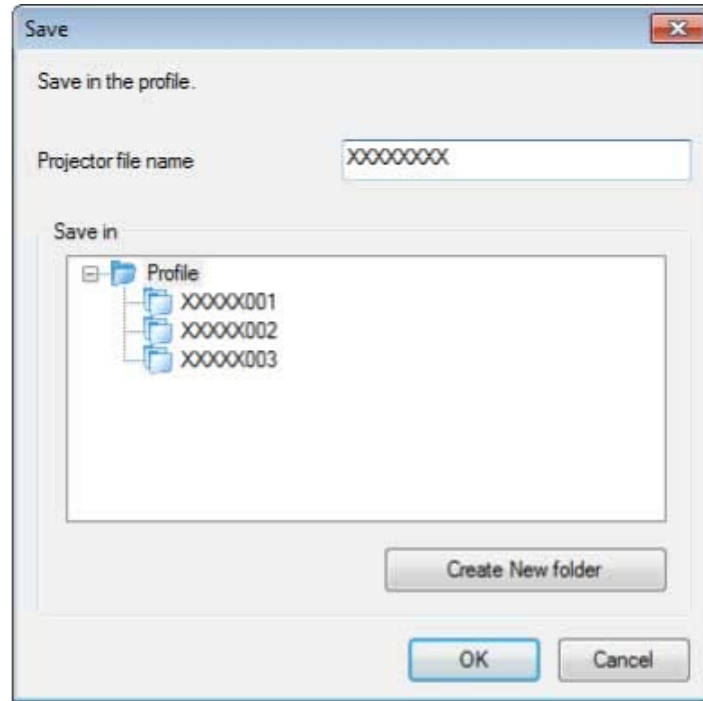 Save
Save in the profile.
Projector file name XXXXXXXX
Save in
Profile
XXXXX001
XXXXX002
XXXXX003
Create New folder
OK Cancel